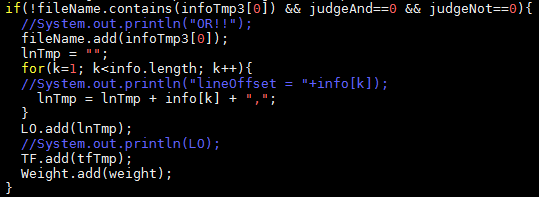 if(!fileName.contains(infoTmp3[0]) && judgeAnd==0 && judgeNot==0){
//System.out.println("OR!!");
fileName.add(infoTmp3[0]);
lnTmp = "";
for(k=1; k<info.length; k++){
//System.out.println("lineOffset = "+info[k]);
lnTmp = lnTmp + info[k] + ",";
}
LO.add(lnTmp);
//System.out.println(LO);
TF.add(tfTmp);
Weight.add(weight);
}